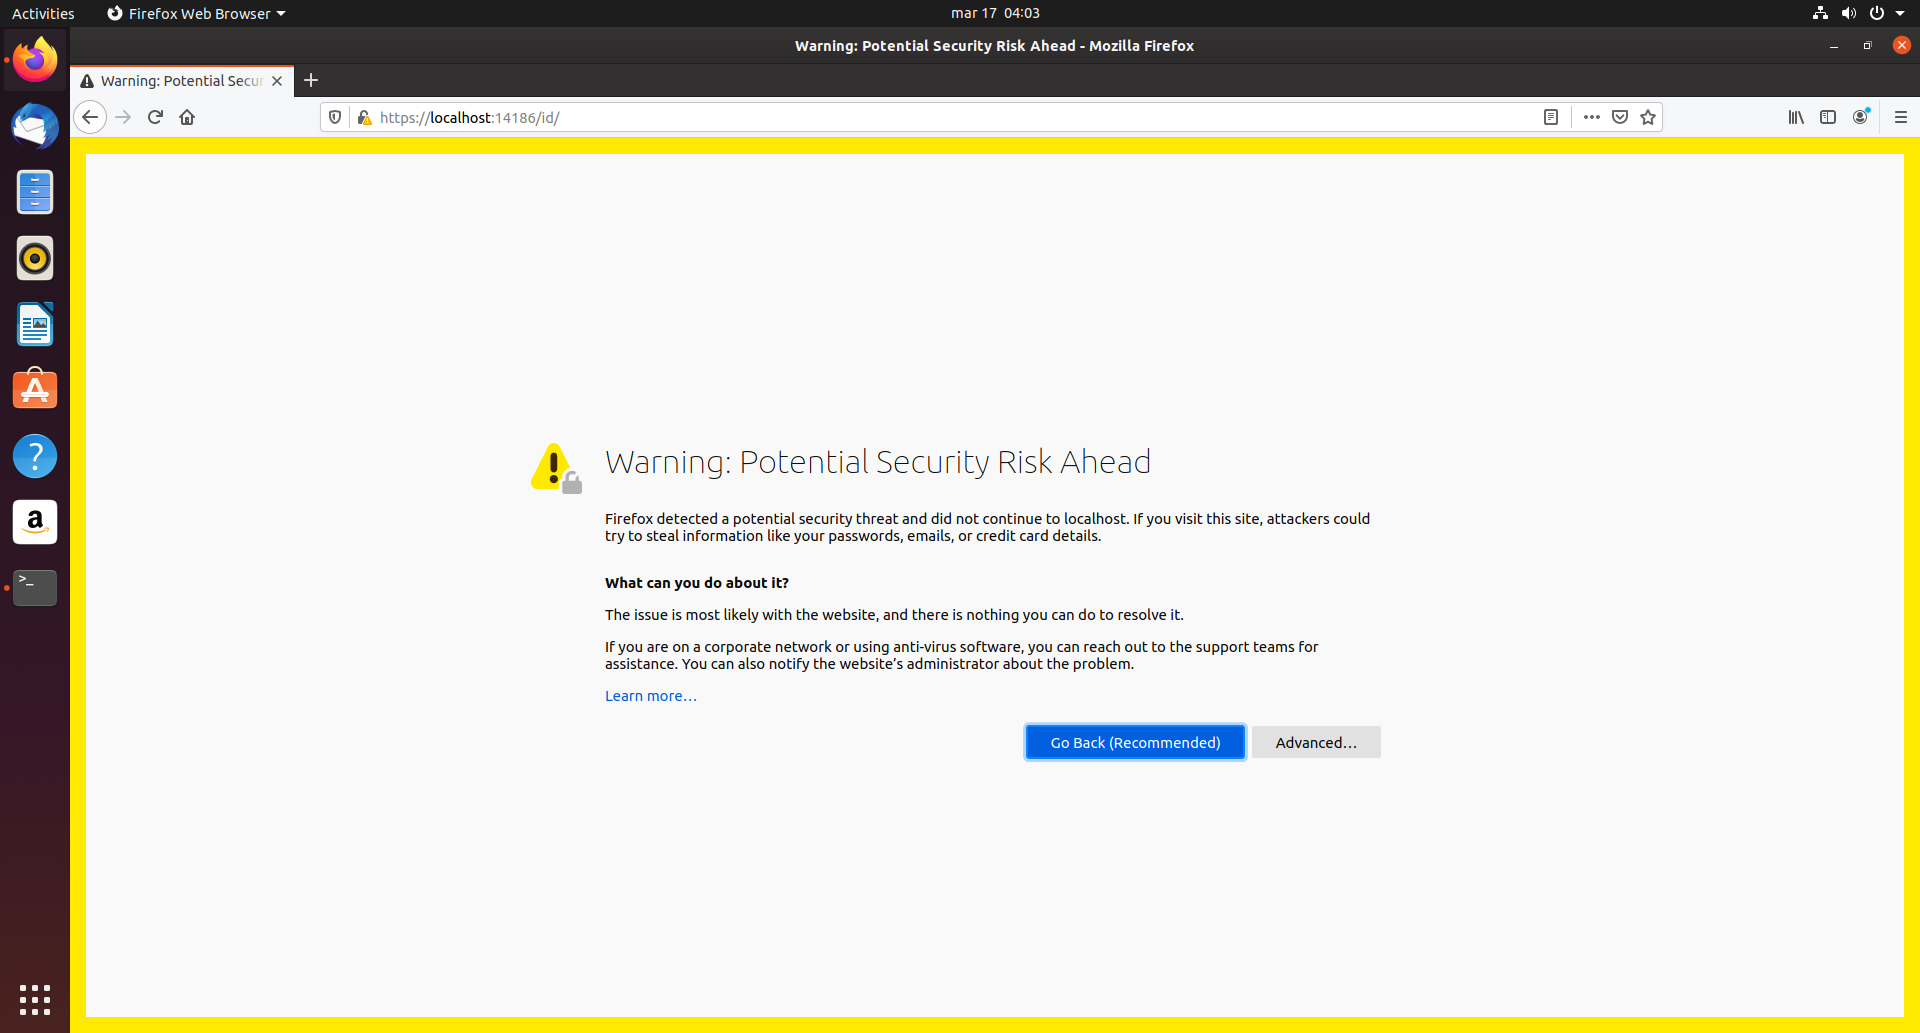 Activities
Firefox Web Browser
mar 17 04:03
Warning: Potential Security Risk Ahead - Mozilla Firefox
Warning: Potential Secur
https://localhost:14186/id/
Warning: Potential Security Risk Ahead
Firefox detected a potential security threat and did not continue to localhost. If you visit this site, attackers could
try to steal information like your passwords, emails, or credit card details.
What can you do about it?
The issue is most likely with the website, and there is nothing you can do to resolve it.
If you are on a corporate network or using anti-virus software, you can reach out to the support teams for
assistance. You can also notify the website’s administrator about the problem.
Learn more…
Go Back (Recommended)
Advanced…